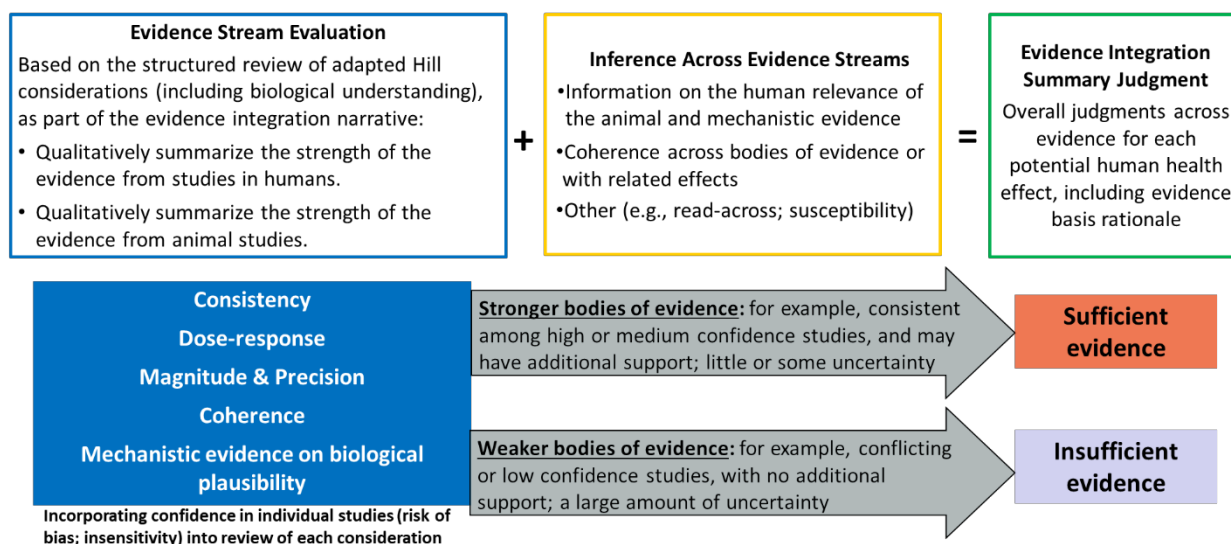 Evidence Stream Evaluation
Based on the structured review of adapted Hill
considerations (including biological understanding),
as part of the evidence integration narrative:
• Qualitatively summarize the strength of the
evidence from studies in humans.
• Qualitatively summarize the strength of the
evidence from animal studies.
+
Inference Across Evidence Streams
•Information on the human relevance of
the animal and mechanistic evidence
•Coherence across bodies of evidence or
with related effects
•Other (e.g., read-across; susceptibility)
=
Evidence Integration
Summary Judgment
Overall judgments across
evidence for each
potential human health
effect, including evidence
basis rationale
Consistency
Dose-response
Magnitude & Precision
Coherence
Mechanistic evidence on biological
plausibility
Incorporating confidence in individual studies (risk of
bias; insensitivity) into review of each consideration
Stronger bodies of evidence: for example, consistent
among high or medium confidence studies, and may
have additional support; little or some uncertainty
Sufficient
evidence
Weaker bodies of evidence: for example, conflicting
or low confidence studies, with no additional
support; a large amount of uncertainty
Insufficient
evidence